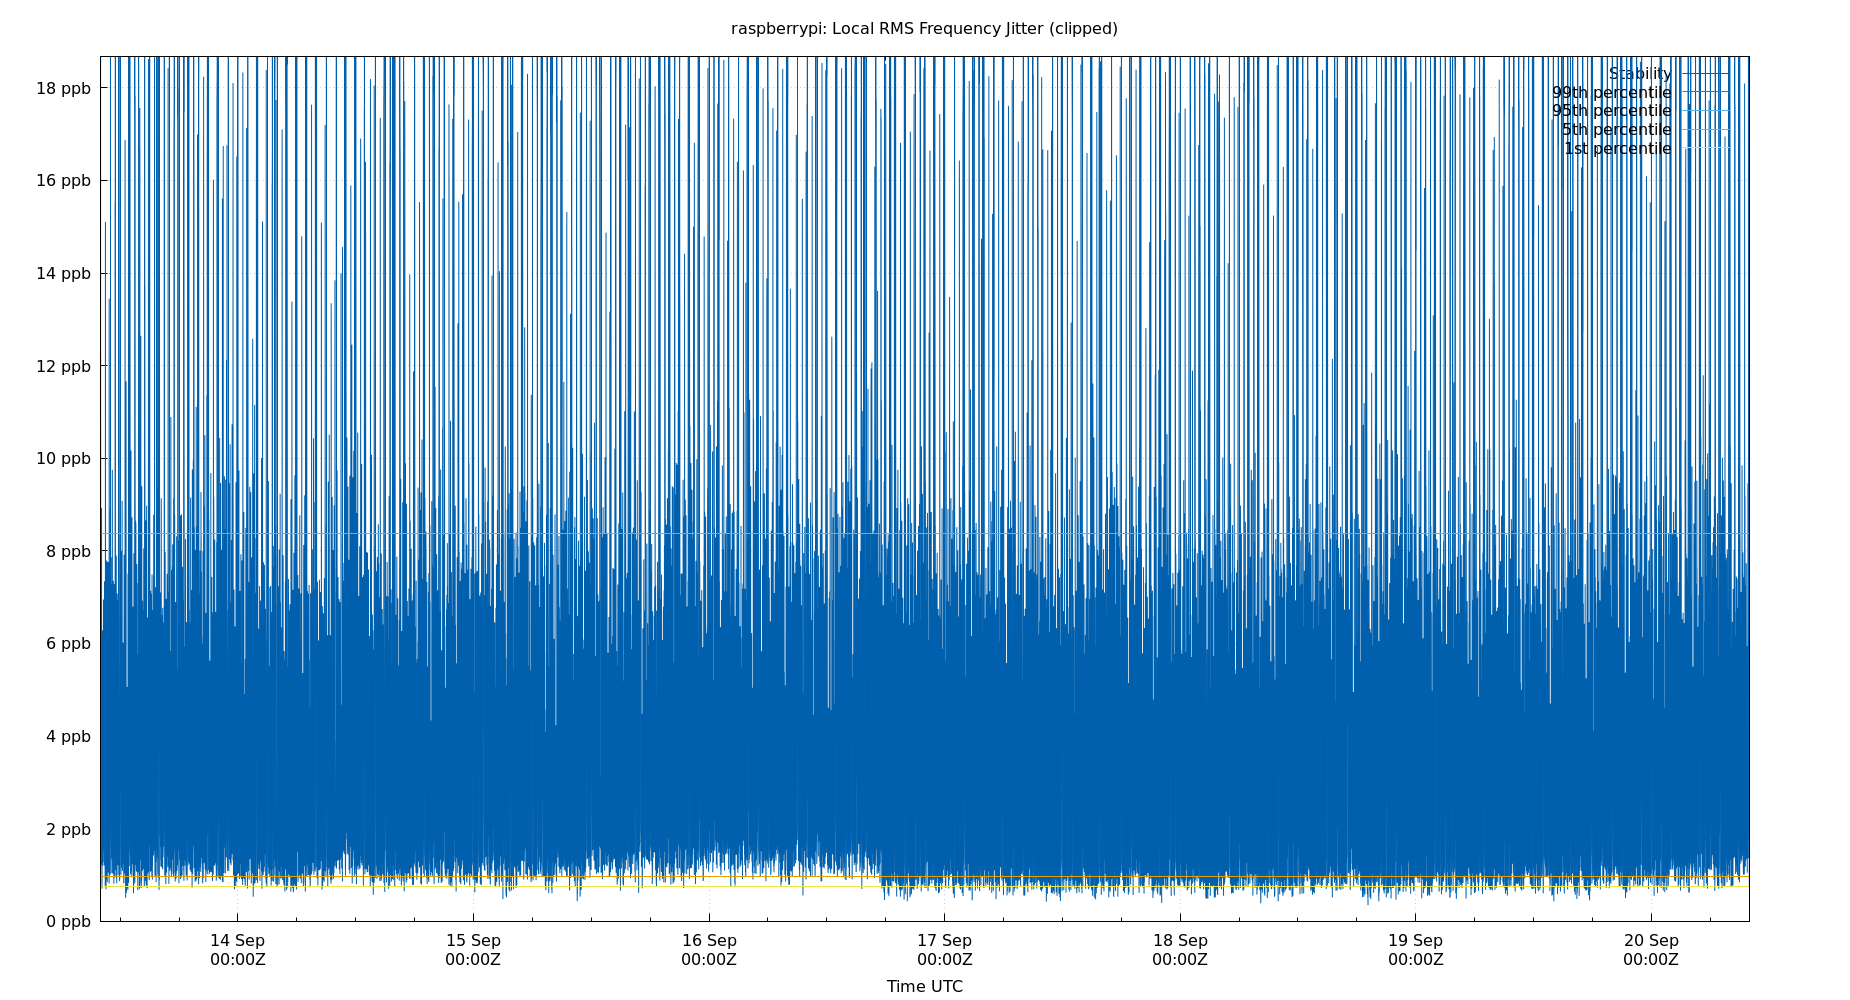 raspberrypi: Local RMS Frequency Jitter (clipped)
Stability
99th percentile
95th percentile
5th percentile
1st percentile
18 ppb
16 ppb
14 ppb
12 ppb
10 ppb
8 ppb
6 ppb
4 ppb
2 ppb
0 ppb
14 Sep 15 Sep 16 Sep 17 Sep 18 Sep 19 Sep 20 Sep
00:00Z 00:00Z 00:00Z 00:00Z 00:00Z 00:00Z 00:00Z
Time UTC